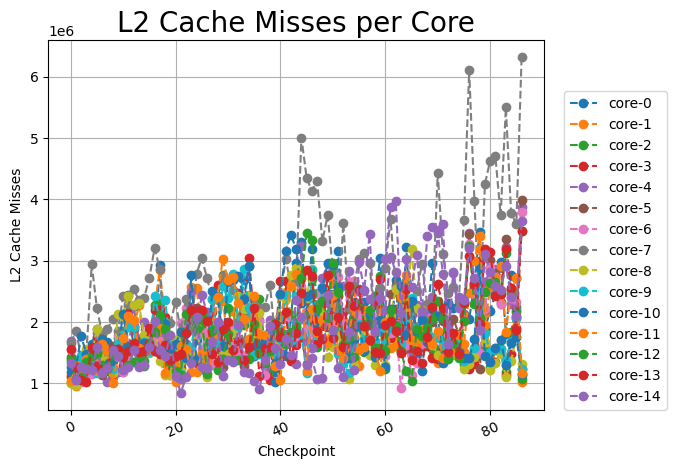 L2 Cache Misses per Core
1e6
6
5
4
3
2
1
L2 Cache Misses
0
20
40
60
80
Checkpoint
core-0
core-1
core-2
core-3
core-4
core-5
core-6
core-7
core-8
core-9
core-10
core-11
core-12
core-13
core-14